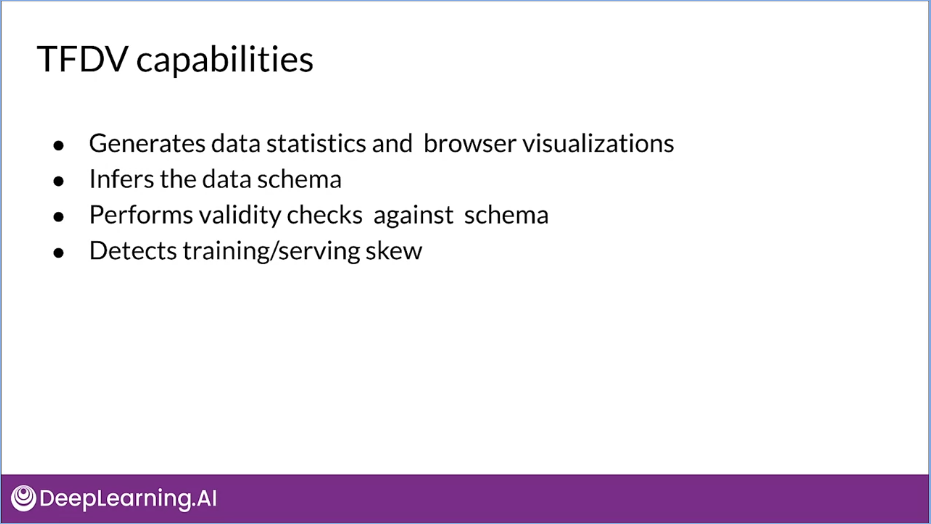 TFDV capabilities
● Generates data statistics and browser visualizations
● Infers the data schema
● Performs validity checks against schema
● Detects training/serving skew
DeepLearning.AI